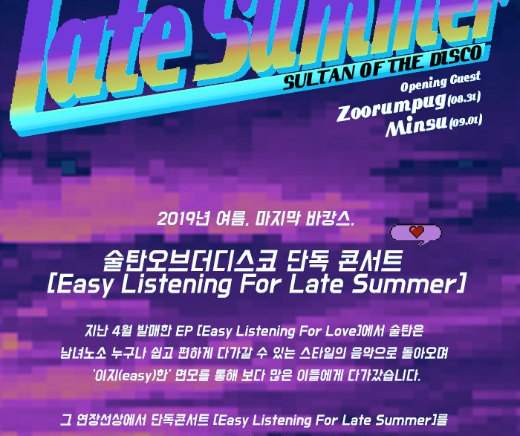 late Summer
SULTAN OF THE DISCO
Opening Guest
Zoorumpug (08.31)
Minsu (09.01)
2019년 여름, 마지막 바캉스.
술탄오브더디스코 단독 콘서트
[Easy Listening For Late Summer]
지난 4월 발매한 EP [Easy Listening For Love]에서 술탄은
남녀노소 누구나 쉽고 편하게 다가갈 수 있는 스타일의 음악으로 돌아오며
'이지(easy)한' 면모를 통해 보다 많은 이들에게 다가갔습니다.
그 연장선상에서 단독콘서트 [Easy Listening For Late Summer]를